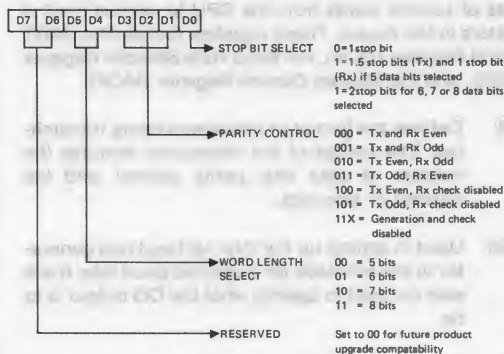 D7 D6 D5 D4 D3 D2 D1 D0
STOP BIT SELECT 0=1stop bit
1=1.5 stop bits (Tx) and 1 stop bit
(Rx) if 5 data bits selected
1=2stop bits for 6, 7 or 8 data bits
selected
PARITY CONTROL 000 = Tx and Rx Even
001 = Tx and Rx Odd
010 = Tx Even, Rx Odd
011 = Tx Odd, Rx Even
100 = Tx Even, Rx check disabled
101 = Tx Odd, Rx check disabled
11X = Generation and check
disabled
WORD LENGTH 00 = 5 bits
SELECT 01 = 6 bits
10 = 7 bits
11 = 8 bits
RESERVED Set to 00 for future product
upgrade compatability